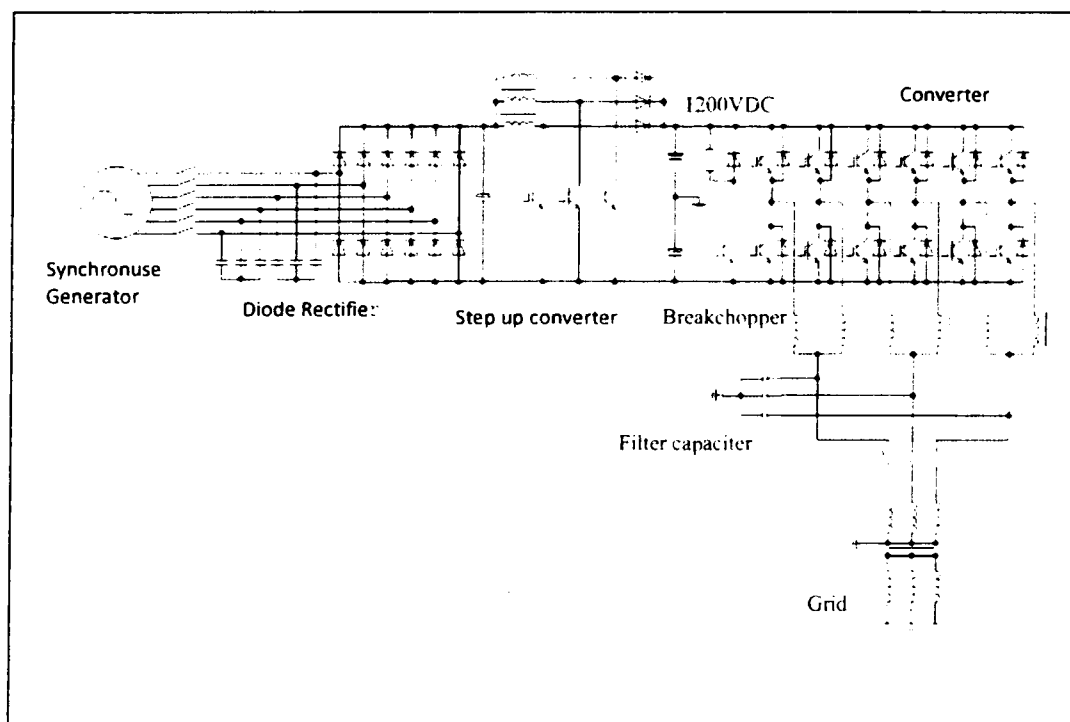 1200VDC
Converter
Synchronuse
Generator
Diode Rectifier
Step up converter
Breakchopper
Filter capaciter
Grid